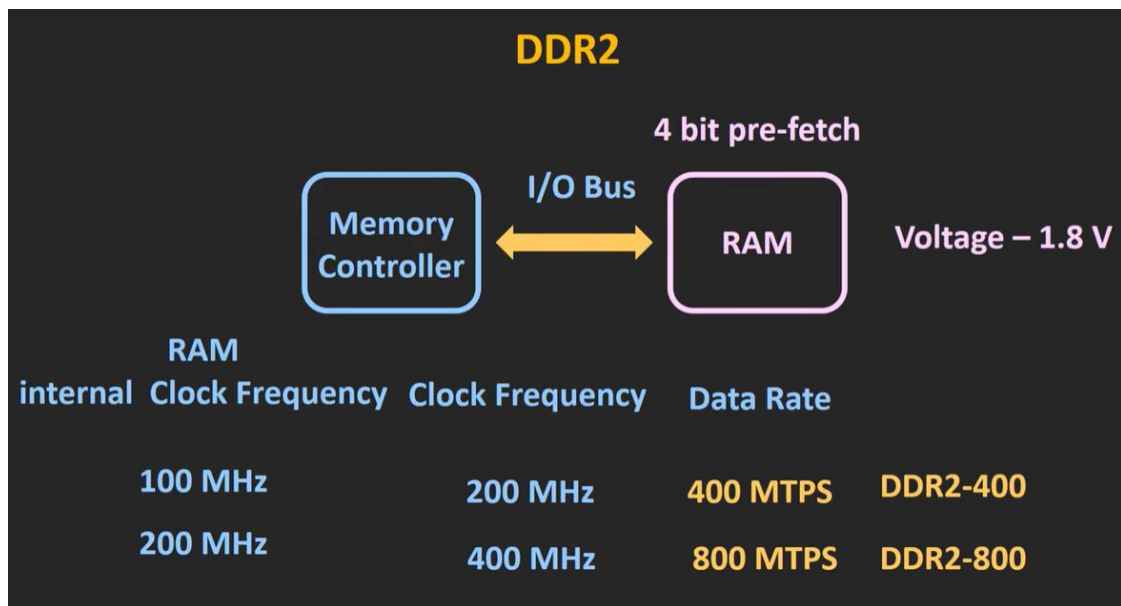 DDR2
4 bit pre-fetch
I/O Bus
Memory
Controller
RAM
Voltage – 1.8 V
RAM
internal Clock Frequency
Clock Frequency
Data Rate
100 MHz
200 MHz
400 MTPS
DDR2-400
200 MHz
400 MHz
800 MTPS
DDR2-800